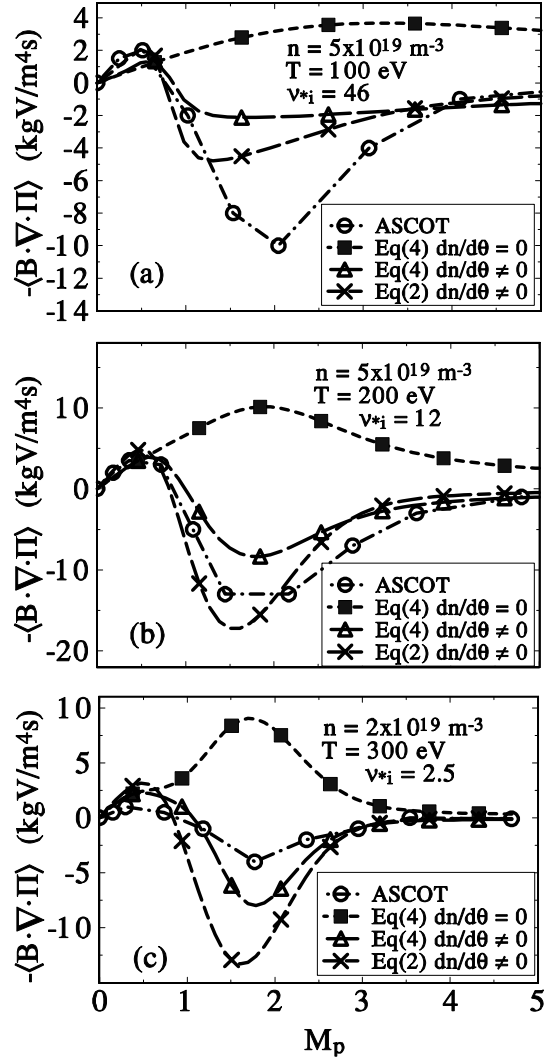 4
2
0
-2
-4
-6
-8
-10
-12
-14
-⟨B·∇·Π⟩ (kgV/m⁴s)
n = 5x10¹⁹ m⁻³
T = 100 eV
ν*i = 46
ASCOT
Eq(4) dn/dθ = 0
Eq(4) dn/dθ ≠ 0
Eq(2) dn/dθ ≠ 0
(a)
10
0
-10
-20
-⟨B·∇·Π⟩ (kgV/m⁴s)
n = 5x10¹⁹ m⁻³
T = 200 eV
ν*i = 12
ASCOT
Eq(4) dn/dθ = 0
Eq(4) dn/dθ ≠ 0
Eq(2) dn/dθ ≠ 0
(b)
10
5
0
-5
-10
-⟨B·∇·Π⟩ (kgV/m⁴s)
n = 2x10¹⁹ m⁻³
T = 300 eV
ν*i = 2.5
ASCOT
Eq(4) dn/dθ = 0
Eq(4) dn/dθ ≠ 0
Eq(2) dn/dθ ≠ 0
(c)
0 1 2 3 4 5
Mp